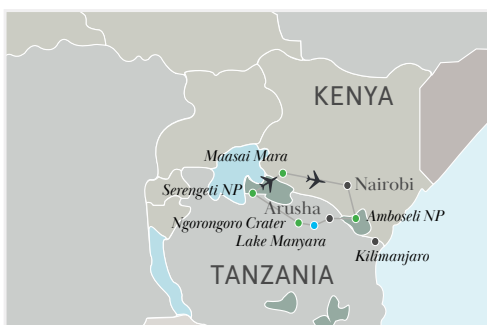 KENYA
Maasai Mara
Nairobi
Serengeti NP
Arusha
Amboseli NP
Ngorongoro Crater
Lake Manyara
Kilimanjaro
TANZANIA